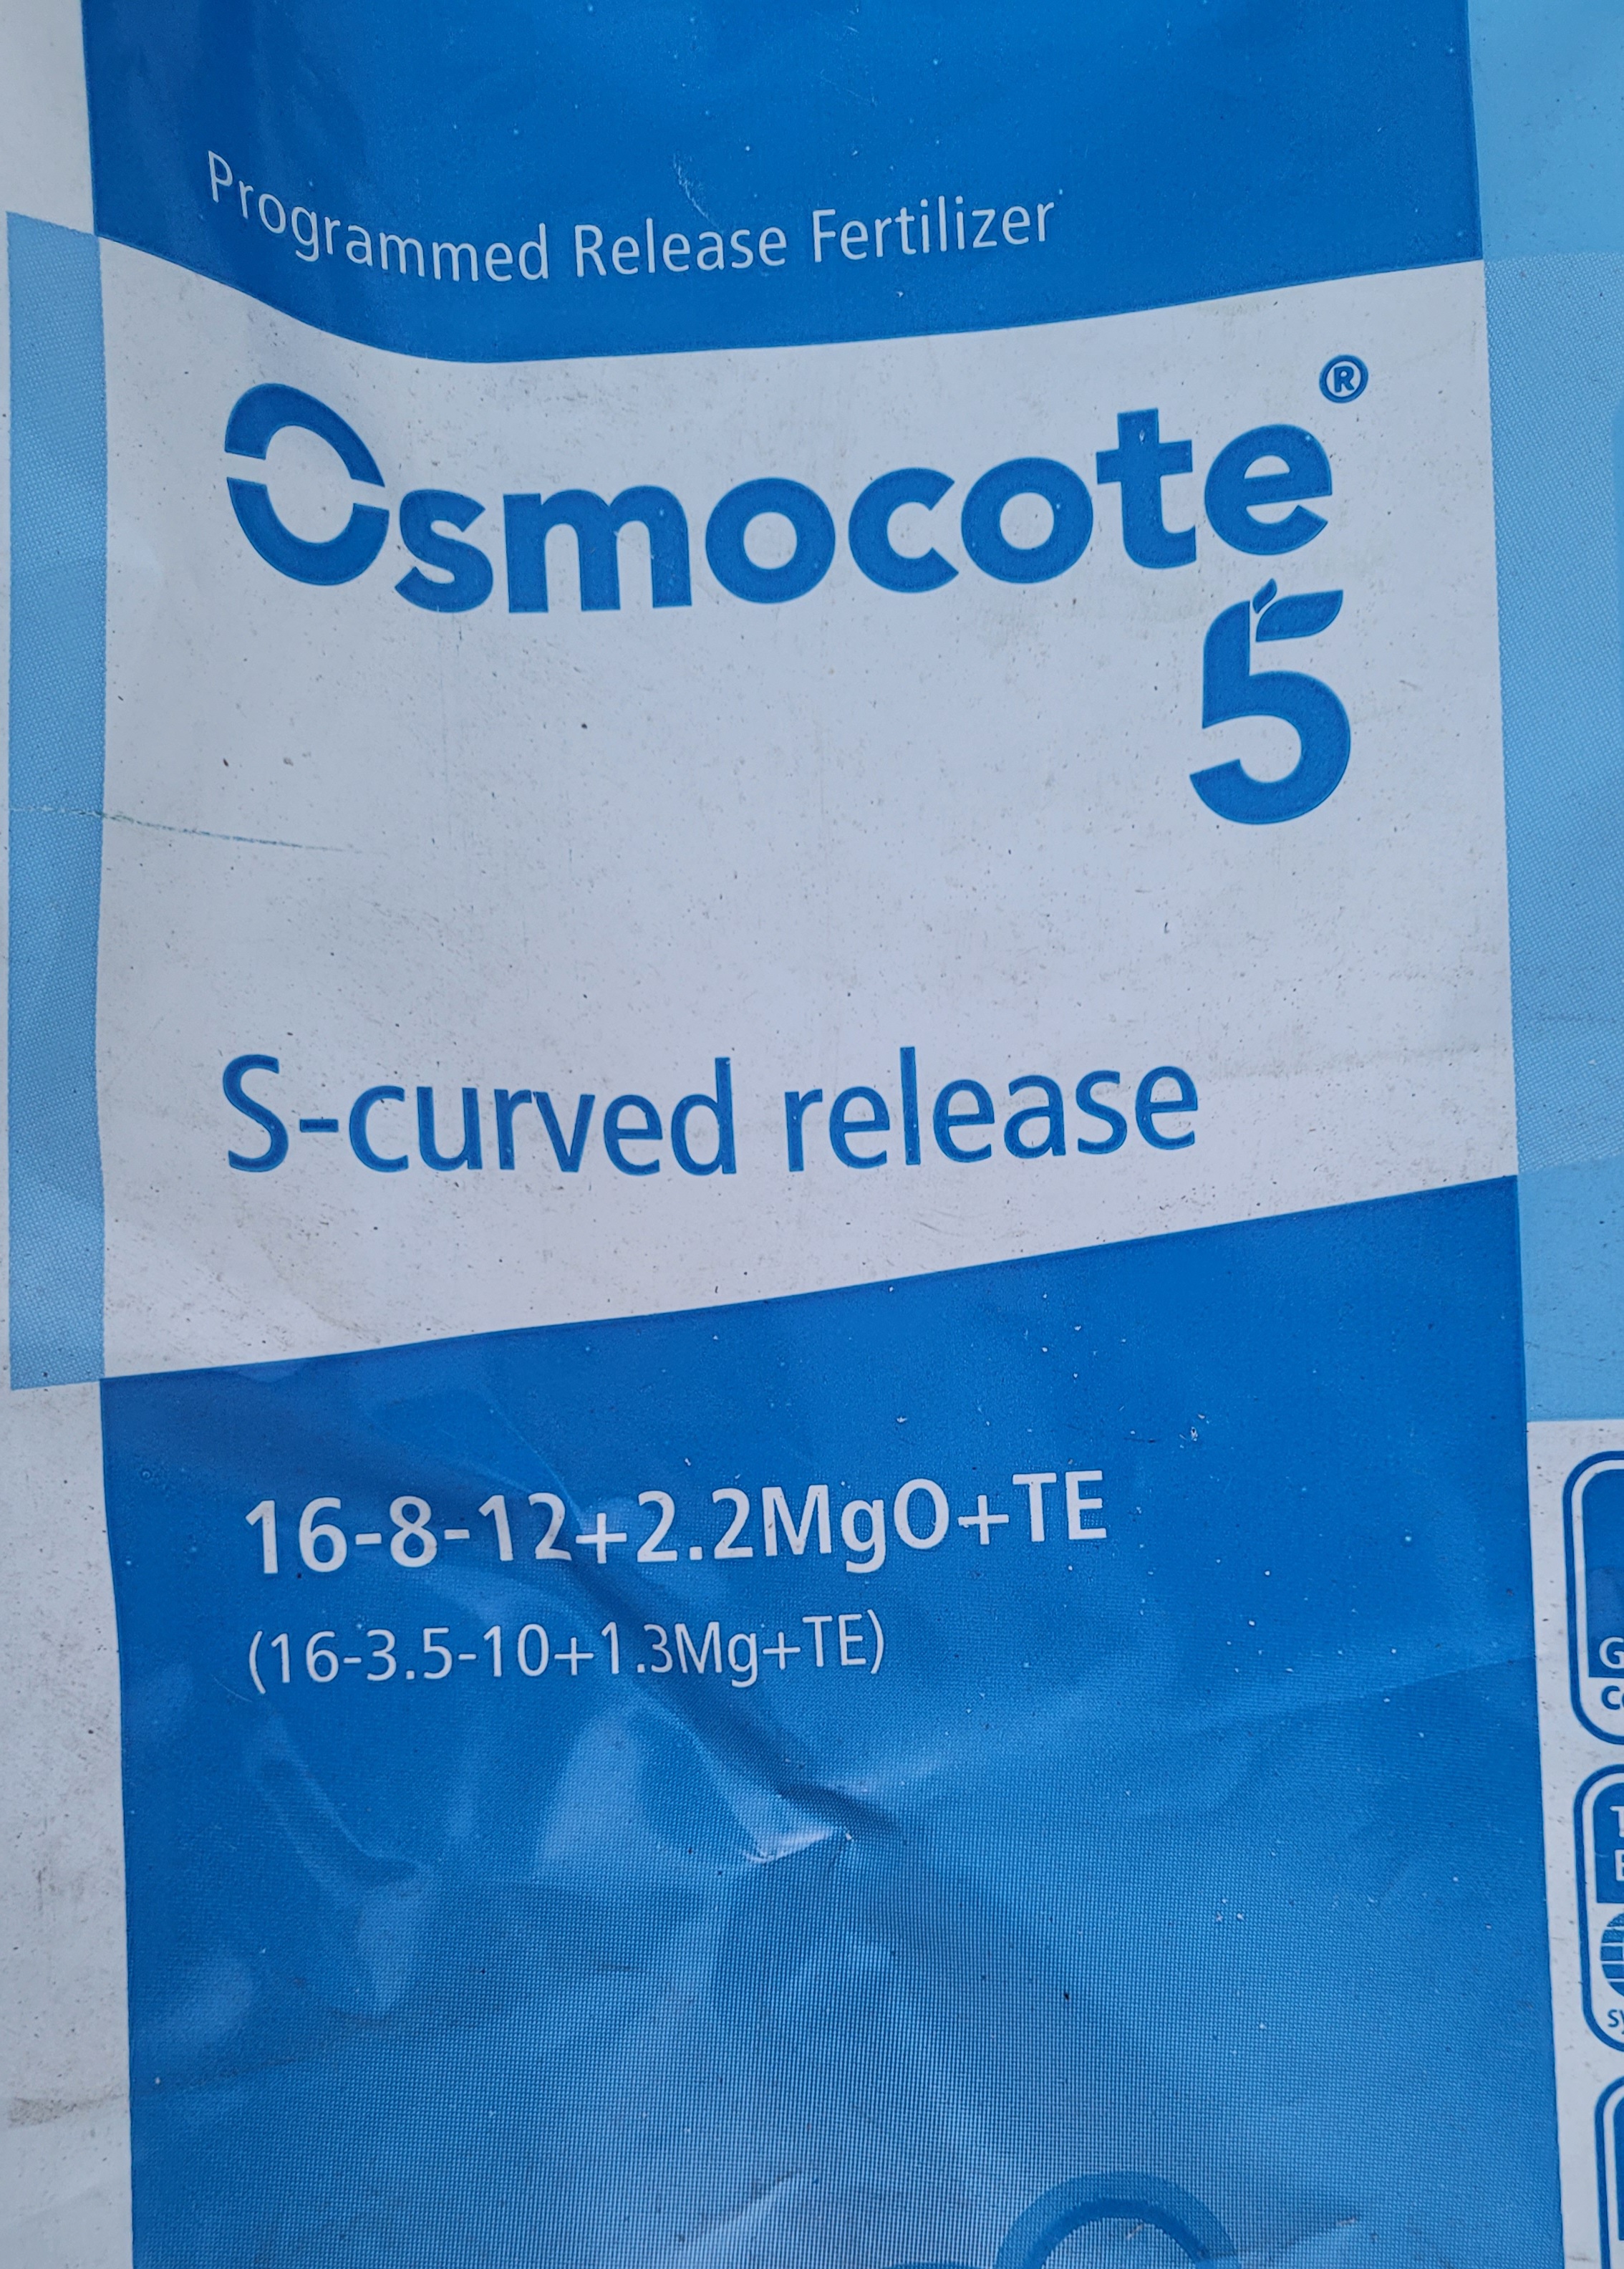 Programmed Release Fertilizer
Osmocote®
5
S-curved release
16-8-12+2.2MgO+TE
(16-3.5-10+1.3Mg+TE)